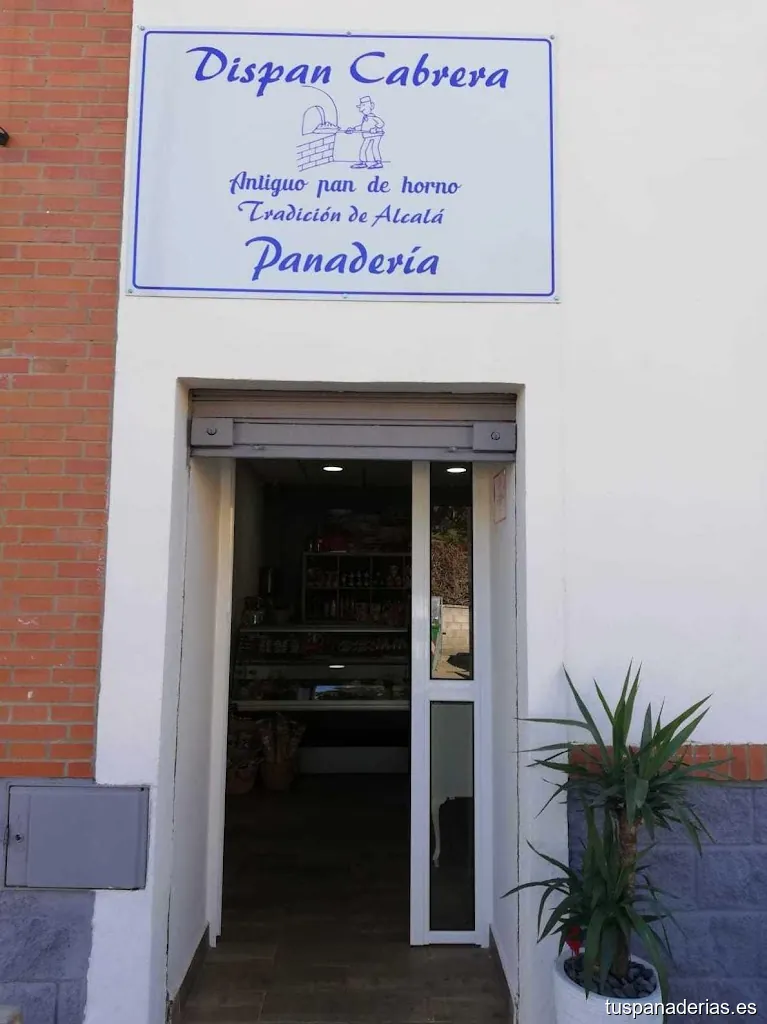 Dispan Cabrera
Antiguo pan de horno
Tradición de Alcalá
Panadería
tuspanaderias.es